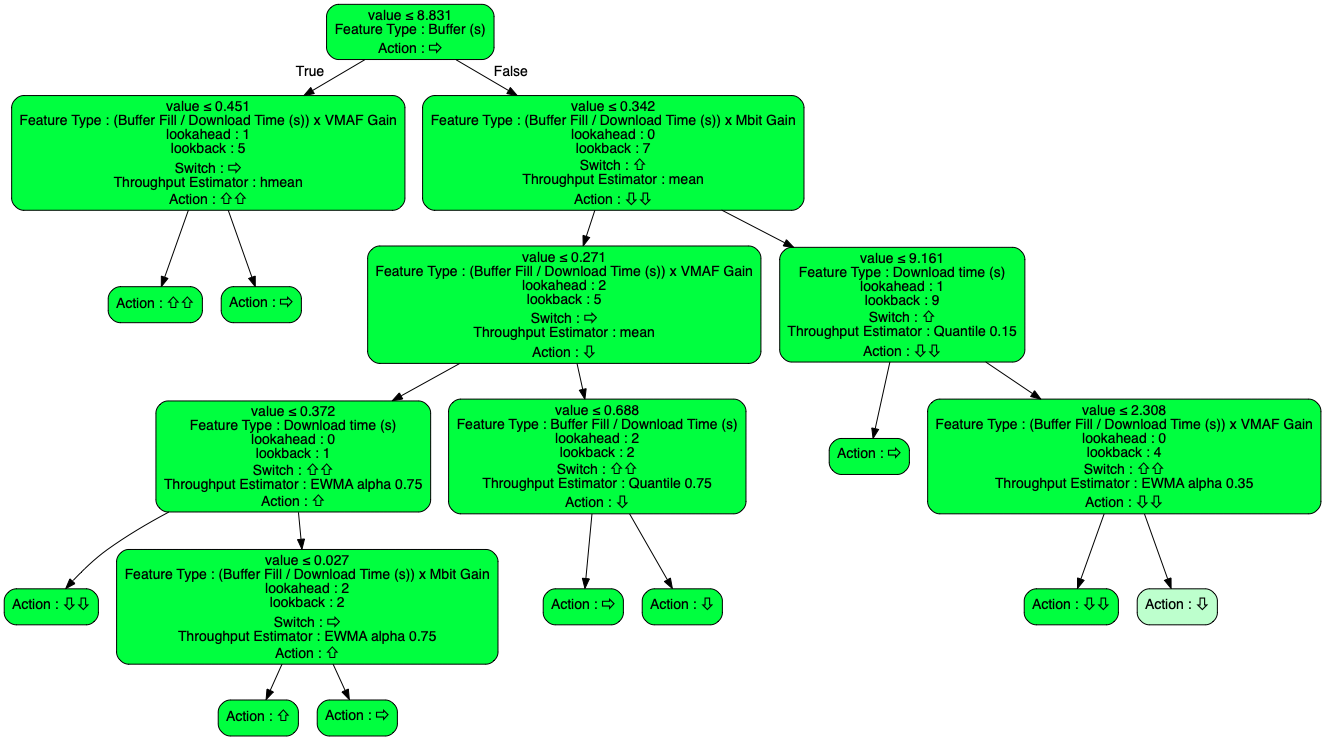 value ≤ 8.831
Feature Type : Buffer (s)
Action : ⇨
True
False
value ≤ 0.451
Feature Type : (Buffer Fill / Download Time (s)) x VMAF Gain
lookahead : 1
lookback : 5
Switch : ⇨
Throughput Estimator : hmean
Action : ⇧⇧
value ≤ 0.342
Feature Type : (Buffer Fill / Download Time (s)) x Mbit Gain
lookahead : 0
lookback : 7
Switch : ⇧
Throughput Estimator : mean
Action : ⇩⇩
Action : ⇧⇧
Action : ⇨
value ≤ 0.271
Feature Type : (Buffer Fill / Download Time (s)) x VMAF Gain
lookahead : 2
lookback : 5
Switch : ⇨
Throughput Estimator : mean
Action : ⇩
value ≤ 9.161
Feature Type : Download time (s)
lookahead : 1
lookback : 9
Switch : ⇧
Throughput Estimator : Quantile 0.15
Action : ⇩⇩
value ≤ 0.372
Feature Type : Download time (s)
lookahead : 0
lookback : 1
Switch : ⇧⇧
Throughput Estimator : EWMA alpha 0.75
Action : ⇧
value ≤ 0.688
Feature Type : Buffer Fill / Download Time (s)
lookahead : 2
lookback : 2
Switch : ⇧⇧
Throughput Estimator : Quantile 0.75
Action : ⇩
Action : ⇨
value ≤ 2.308
Feature Type : (Buffer Fill / Download Time (s)) x VMAF Gain
lookahead : 0
lookback : 4
Switch : ⇧⇧
Throughput Estimator : EWMA alpha 0.35
Action : ⇩⇩
Action : ⇩⇩
value ≤ 0.027
Feature Type : (Buffer Fill / Download Time (s)) x Mbit Gain
lookahead : 2
lookback : 2
Switch : ⇨
Throughput Estimator : EWMA alpha 0.75
Action : ⇧
Action : ⇨
Action : ⇩
Action : ⇩⇩
Action : ⇩
Action : ⇧
Action : ⇨